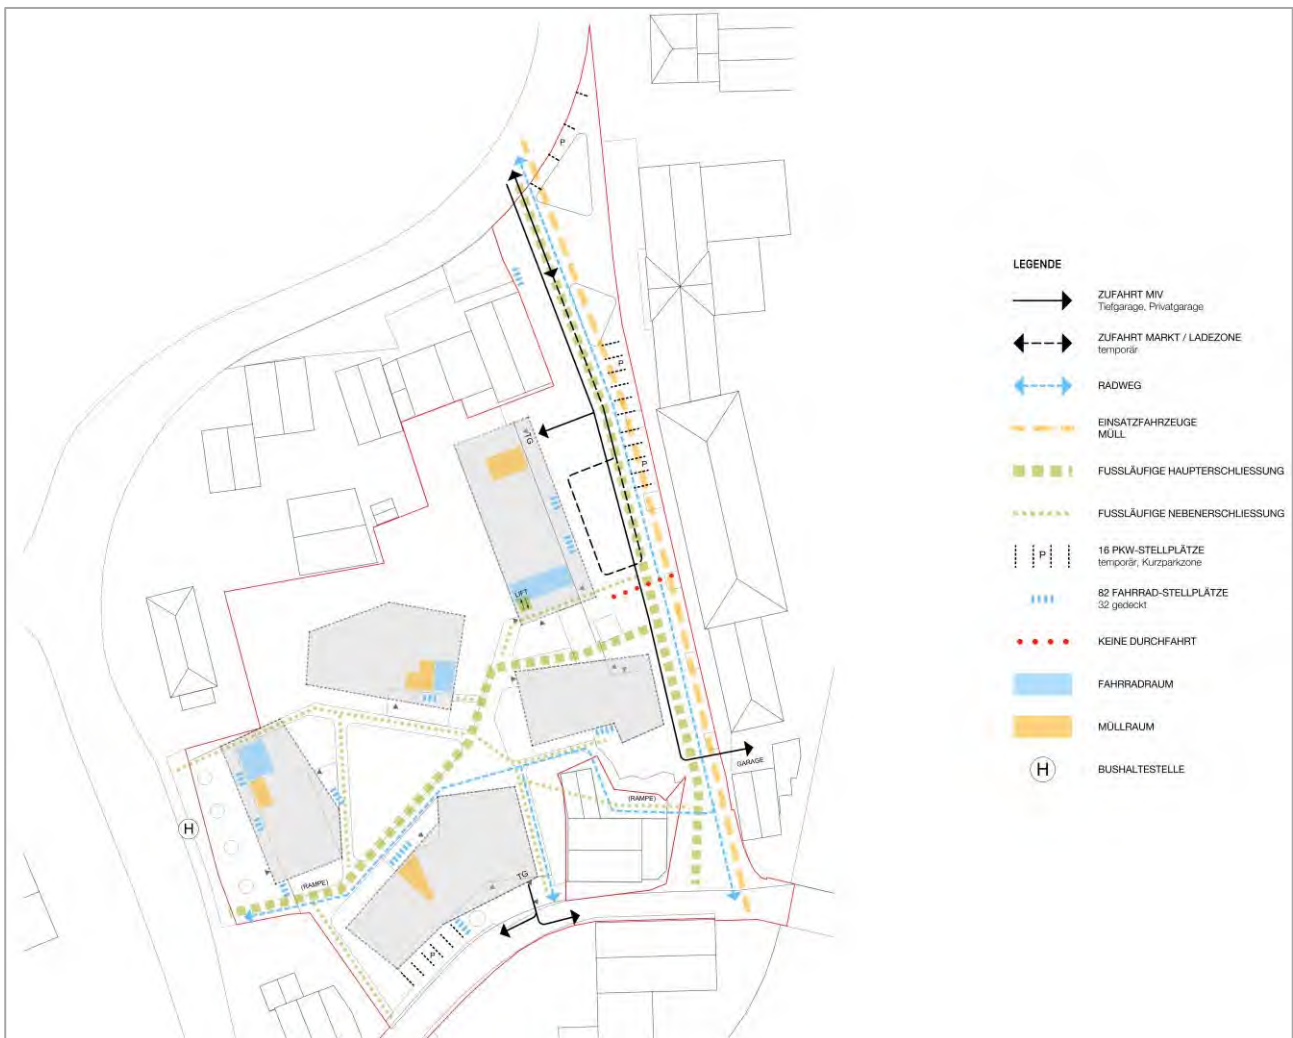 P
P
P
TG
LIFT
GARAGE
(RAMPE)
H
(RAMPE)
TG
P
LEGENDE
ZUFAHRT MIV
Tiefgarage, Privatgarage
ZUFAHRT MARKT / LADEZONE
temporär
RADWEG
EINSATZFAHRZEUGE
MÜLL
FUSSLÄUFIGE HAUPTERSCHLIESSUNG
FUSSLÄUFIGE NEBENERSCHLIESSUNG
P
16 PKW-STELLPLÄTZE
temporär, Kurzparkzone
82 FAHRRAD-STELLPLÄTZE
32 gedeckt
KEINE DURCHFAHRT
FAHRRADRAUM
MÜLLRAUM
H
BUSHALTESTELLE